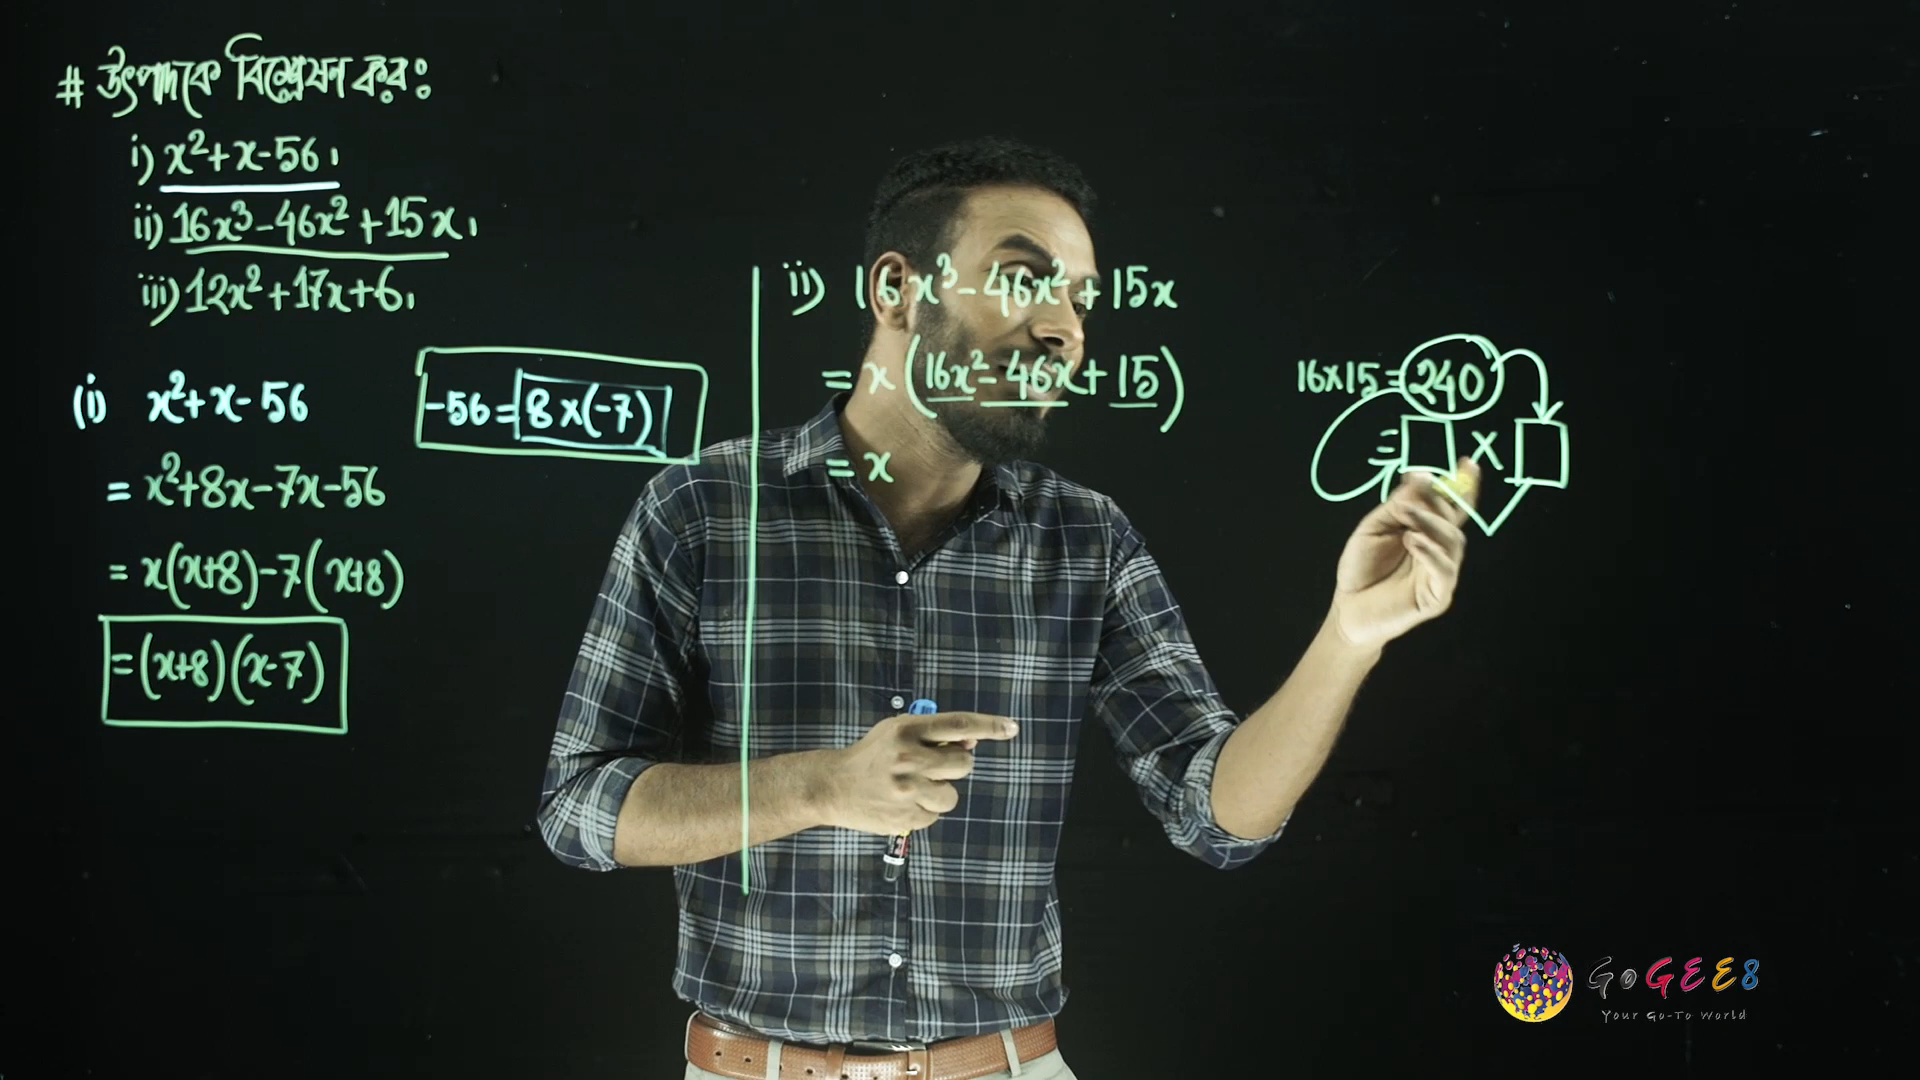 # উৎপাদকে বিশ্লেষন কর:
i) x²+x-56।
ii) 16x³-46x²+15x।
iii) 12x²+17x+6।
(i) x²+x-56
-56=8×(-7)
= x²+8x-7x-56
= x(x+8)-7(x+8)
=(x+8)(x-7)
ii) 16x³-46x²+15x
= x(16x²-46x+15)
= x
16×15=240
=□×□
GoGEE8
Your Go-To World